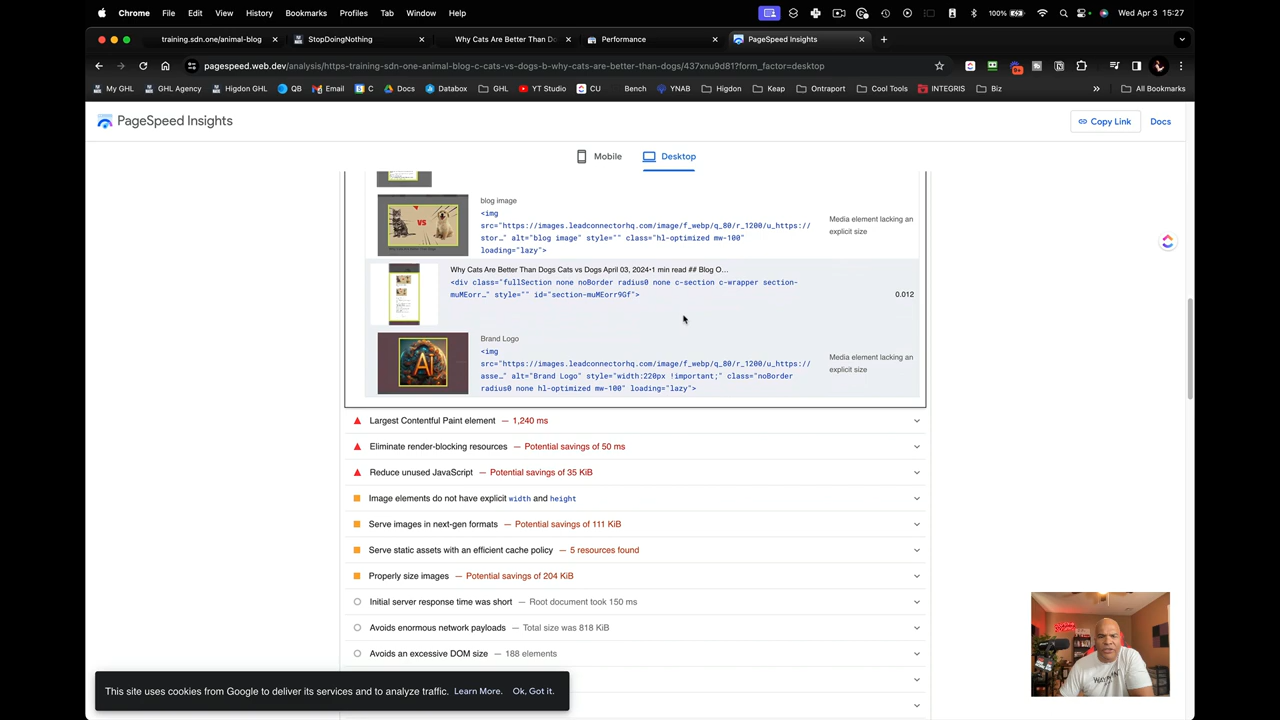 Chrome File Edit View History Bookmarks Profiles Tab Window Help 100% Wed Apr 3 15:27
training.sdn.one/animal-blog StopDoingNothing Why Cats Are Better Than Do Performance PageSpeed Insights
pagespeed.web.dev/analysis/https-training-sdn-one-animal-blog-c-cats-vs-dogs-b-why-cats-are-better-than-dogs/437xnu9d81?form_factor=desktop
My GHL GHL Agency Higdon GHL QB Email C Docs Databox GHL YT Studio CU Bench YNAB Higdon Keap Ontraport Cool Tools INTEGRIS Biz All Bookmarks
PageSpeed Insights
Copy Link Docs
Mobile Desktop
VS
blog image
<img
src="https://images.leadconnectorhq.com/image/f_webp/q_80/r_1200/u_https://
stor…" alt="blog image" style="" class="hl-optimized mw-100"
loading="lazy">
Media element lacking an
explicit size
Why Cats Are Better Than Dogs Cats vs Dogs April 03, 2024•1 min read ## Blog O…
<div class="fullSection none noBorder radius0 none c-section c-wrapper section-
muMEorr…" style="" id="section-muMEorr9Gf">
0.012
AI
Brand Logo
<img
src="https://images.leadconnectorhq.com/image/f_webp/q_80/r_1200/u_https://
asse…" alt="Brand Logo" style="width:220px !important;" class="noBorder
radius0 none hl-optimized mw-100" loading="lazy">
Media element lacking an
explicit size
Largest Contentful Paint element — 1,240 ms
Eliminate render-blocking resources — Potential savings of 50 ms
Reduce unused JavaScript — Potential savings of 35 KiB
Image elements do not have explicit width and height
Serve images in next-gen formats — Potential savings of 111 KiB
Serve static assets with an efficient cache policy — 5 resources found
Properly size images — Potential savings of 204 KiB
Initial server response time was short — Root document took 150 ms
Avoids enormous network payloads — Total size was 818 KiB
Avoids an excessive DOM size — 188 elements
This site uses cookies from Google to deliver its services and to analyze traffic. Learn More. Ok, Got it.